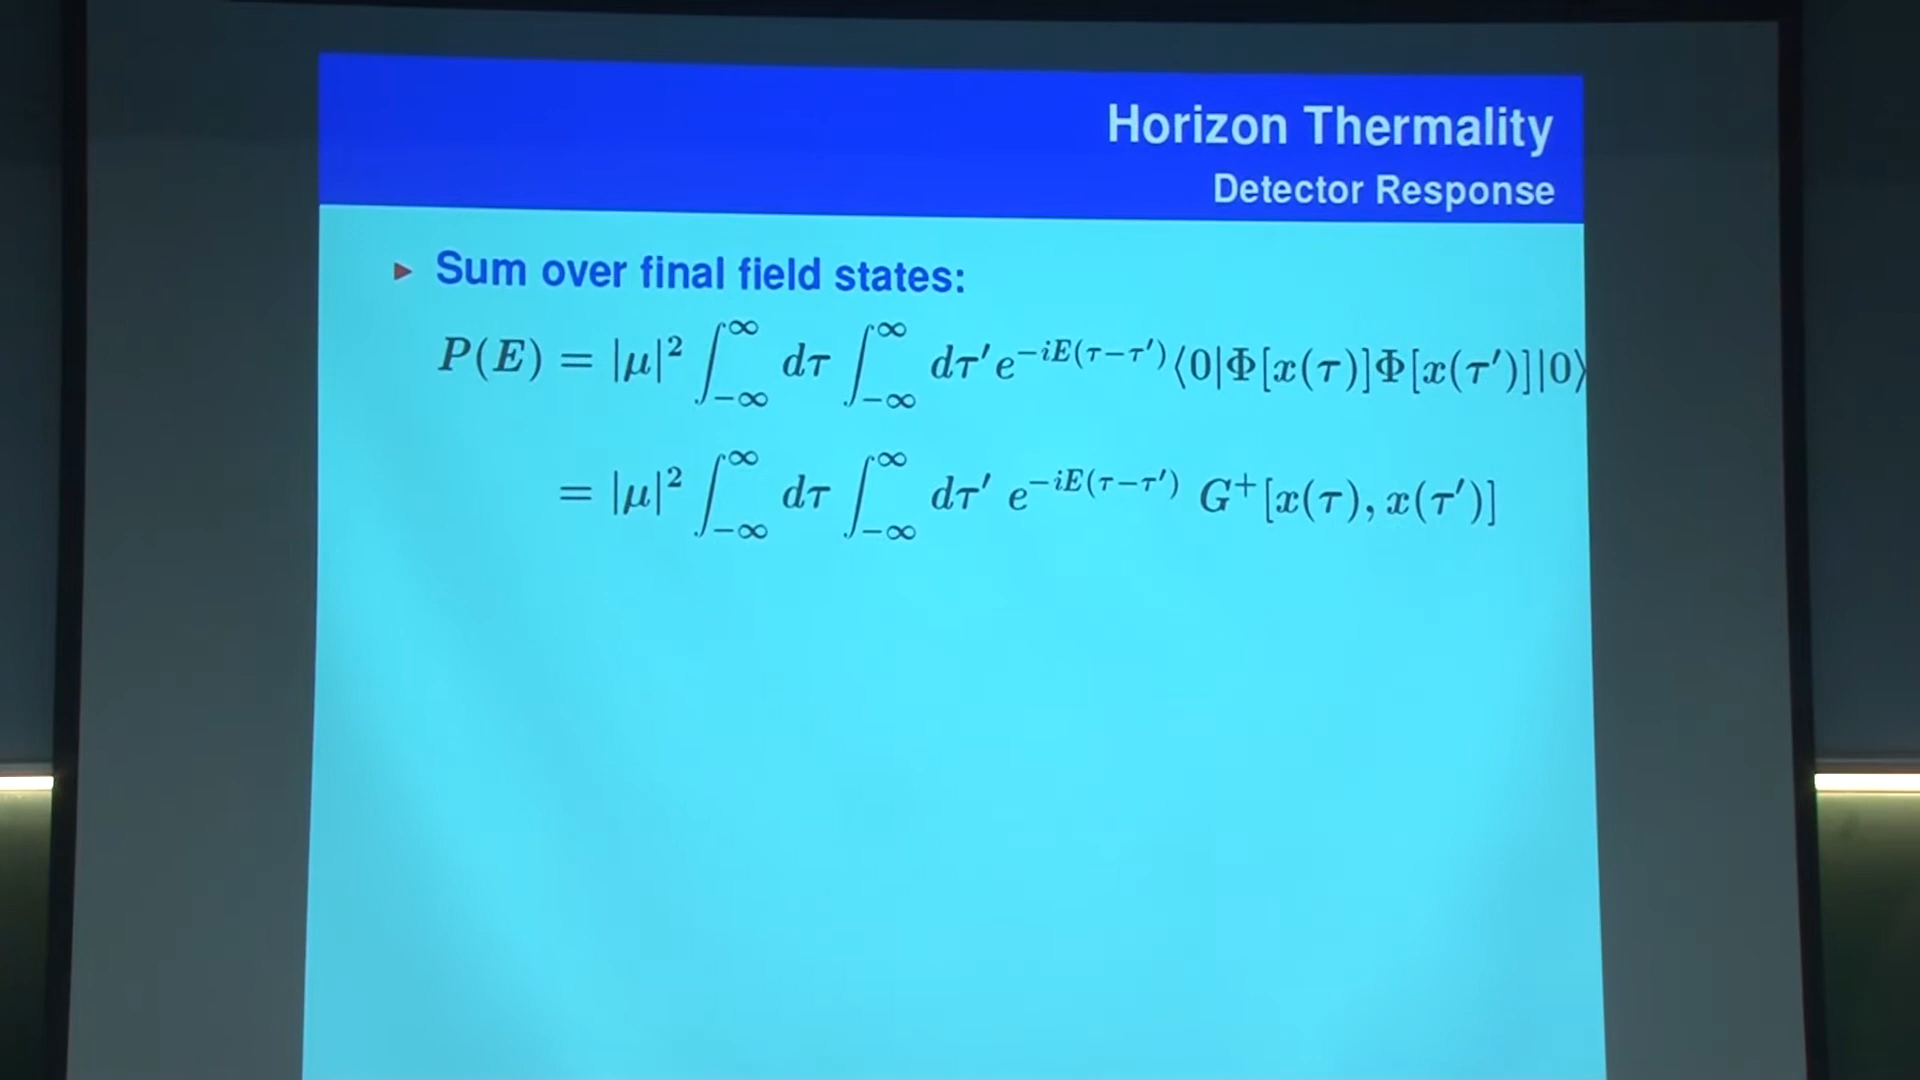 Horizon Thermality
Detector Response
▸ Sum over final field states:
P(E) = |μ|² ∫_{-∞}^{∞} dτ ∫_{-∞}^{∞} dτ′ e^{-iE(τ-τ′)} ⟨0|Φ[x(τ)]Φ[x(τ′)]|0⟩
= |μ|² ∫_{-∞}^{∞} dτ ∫_{-∞}^{∞} dτ′ e^{-iE(τ-τ′)} G⁺[x(τ), x(τ′)]